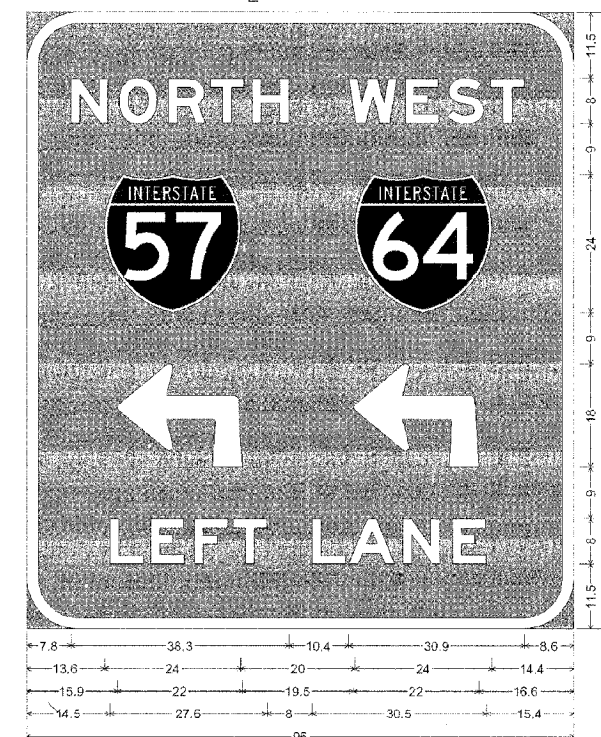 NORTH WEST
INTERSTATE INTERSTATE
57 64
LEFT LANE
11.5
8
9
24
9
18
9
8
11.5
7.8 38.3 10.4 30.9 8.6
13.6 24 20 24 14.4
15.9 22 19.5 22 16.6
14.5 27.6 8 30.5 15.4
96